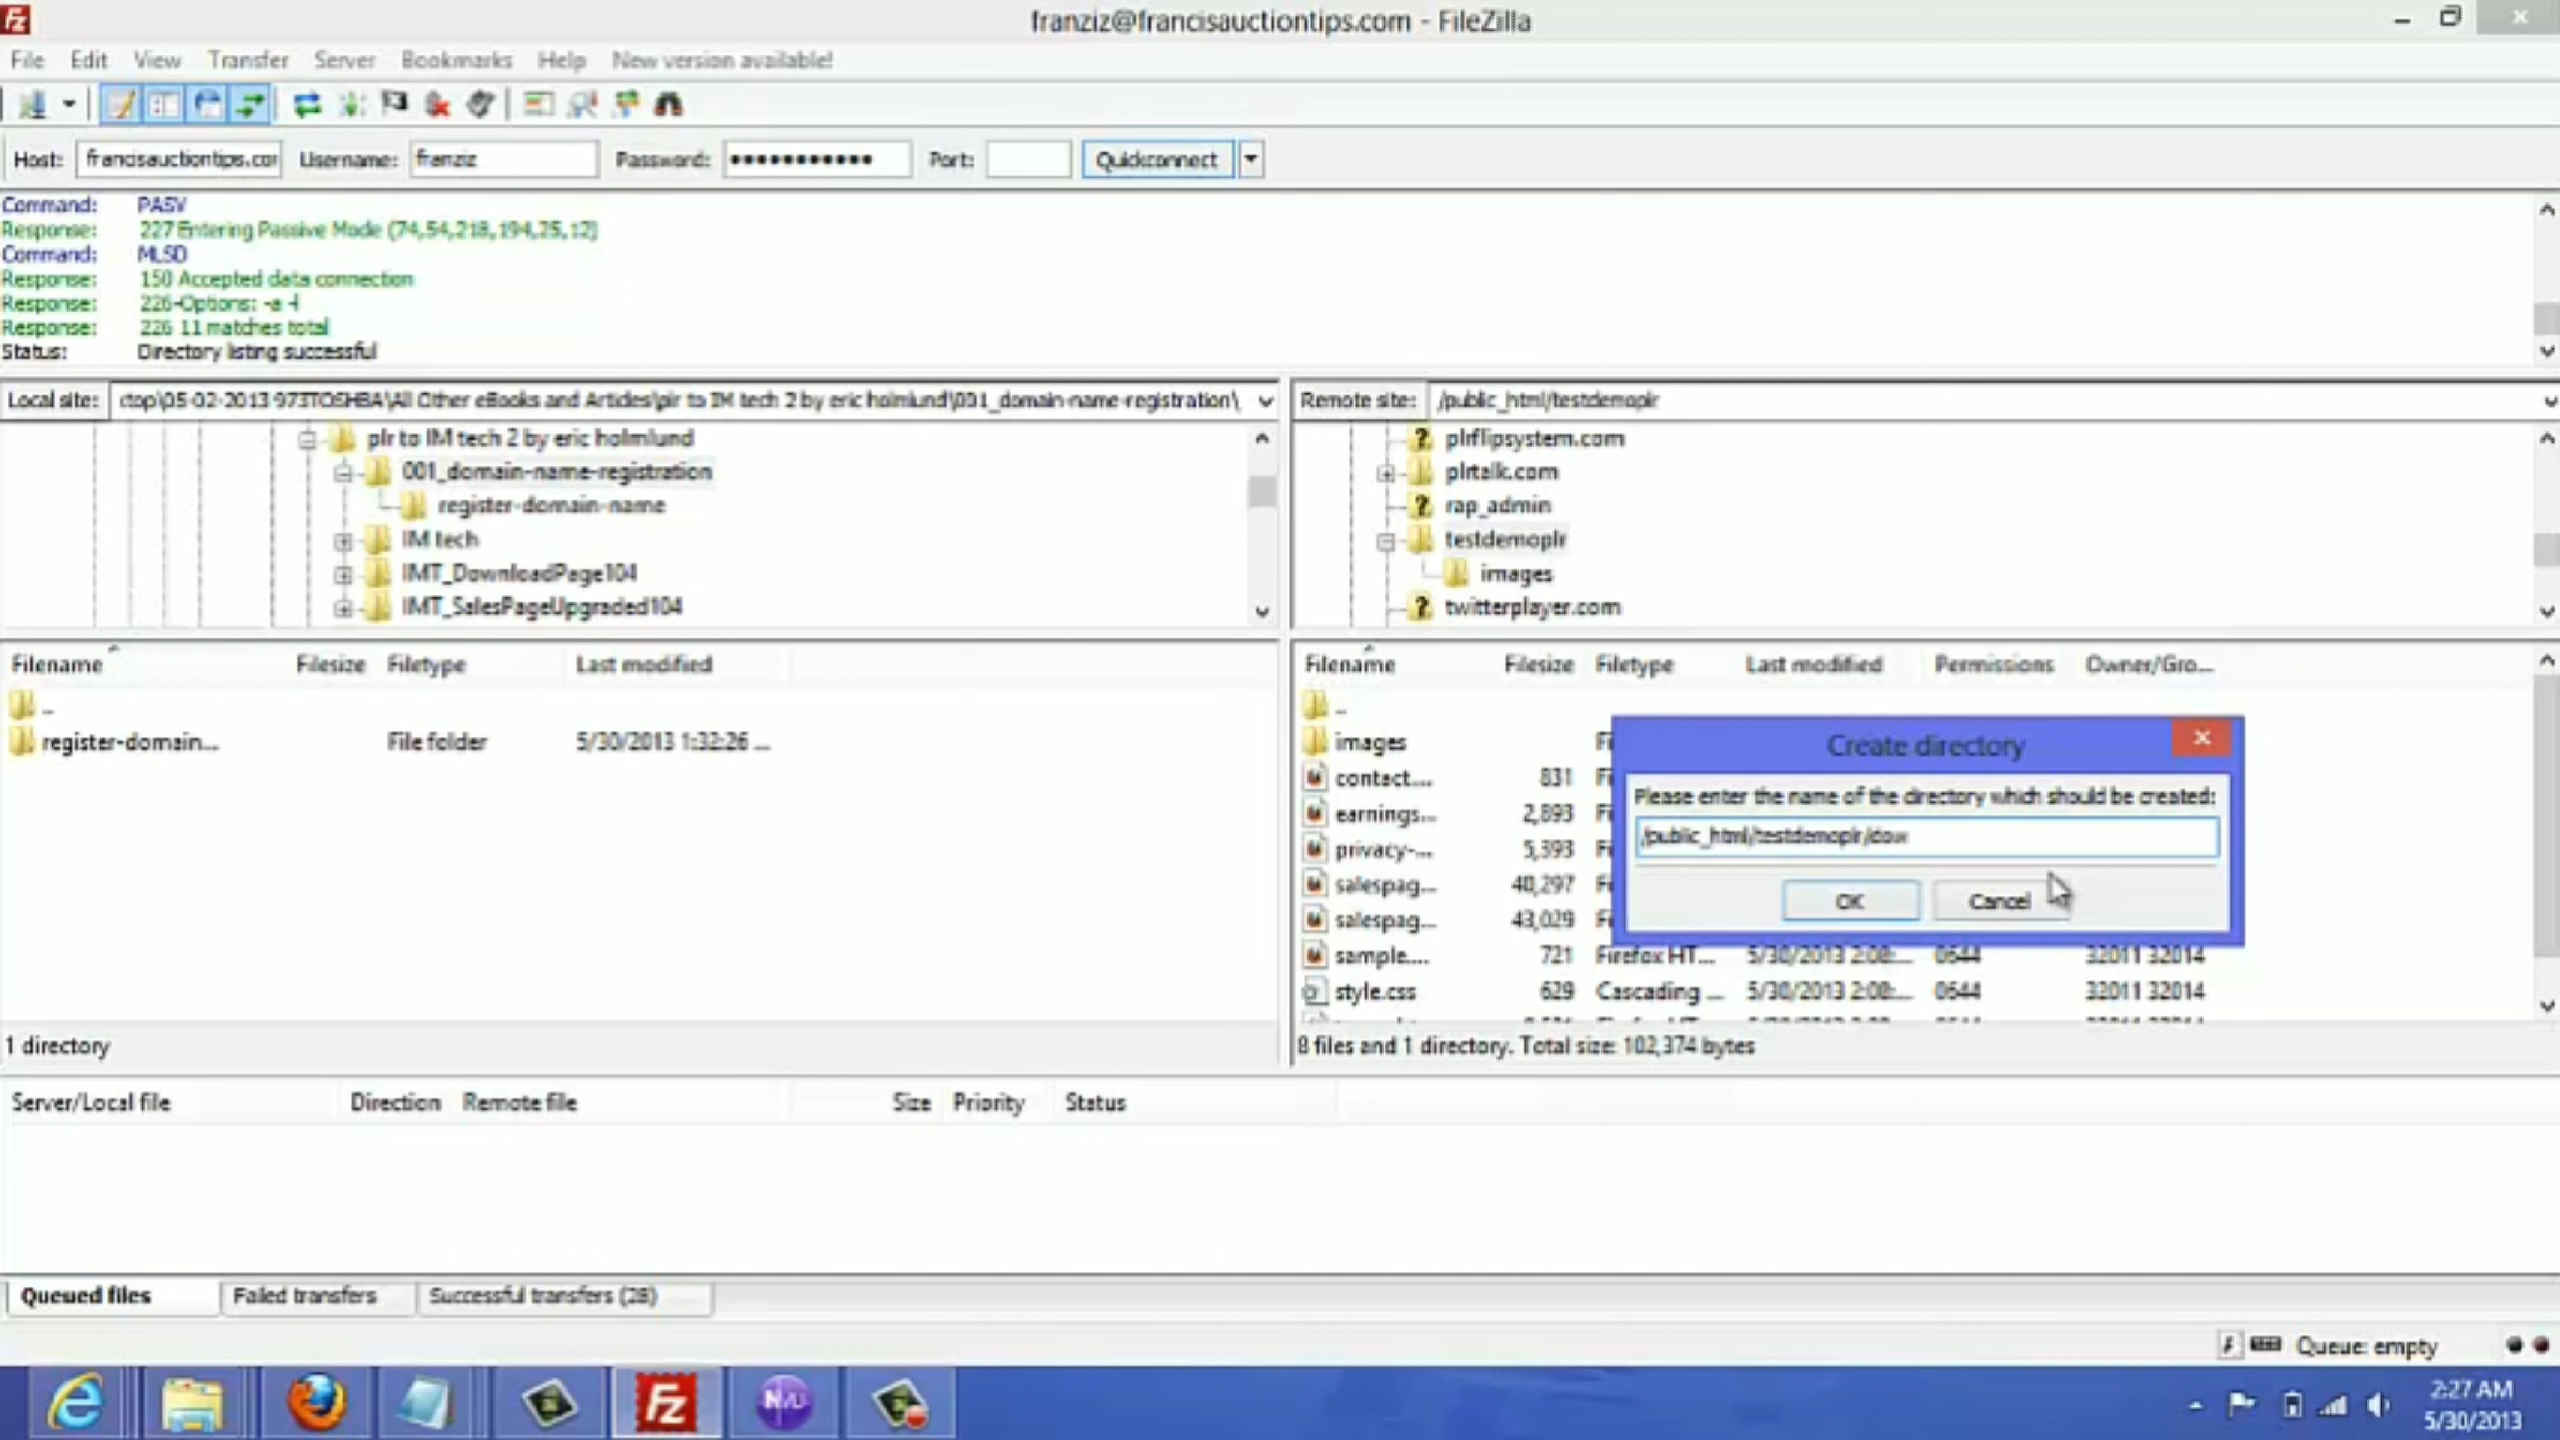 franziz@francisauctiontips.com - FileZilla
File Edit View Transfer Server Bookmarks Help New version available!
Host: francisauctiontips.cor Username: franziz Password: ●●●●●●●●●●● Port: Quickconnect
Command: PASV
Response: 227 Entering Passive Mode (74,54,218,194,25,12)
Command: MLSD
Response: 150 Accepted data connection
Response: 226-Options: -a -l
Response: 226 11 matches total
Status: Directory listing successful
Local site: ctop\05-02-2013 973TOSHBA\All Other eBooks and Articles\plr to IM tech 2 by eric holmlund\001_domain-name-registration\
plr to IM tech 2 by eric holmlund
001_domain-name-registration
register-domain-name
IM tech
IMT_DownloadPage104
IMT_SalesPageUpgraded104
Remote site: /public_html/testdemoplr
plrflipsystem.com
plrtalk.com
rap_admin
testdemoplr
images
twitterplayer.com
Filename Filesize Filetype Last modified
..
register-domain... File folder 5/30/2013 1:32:26 ...
1 directory
Filename Filesize Filetype Last modified Permissions Owner/Gro...
..
images Fi
contact.... 831 Fi
earnings... 2,893 Fi
privacy-... 5,393 Fi
salespag... 40,297 Fi
salespag... 43,029 Fi
sample.... 721 Firefox HT... 5/30/2013 2:08:... 0644 32011 32014
style.css 629 Cascading ... 5/30/2013 2:08:... 0644 32011 32014
8 files and 1 directory. Total size: 102,374 bytes
Create directory
Please enter the name of the directory which should be created:
/public_html/testdemoplr/dow
OK Cancel
Server/Local file Direction Remote file Size Priority Status
Queued files Failed transfers Successful transfers (28)
Queue: empty
2:27 AM
5/30/2013